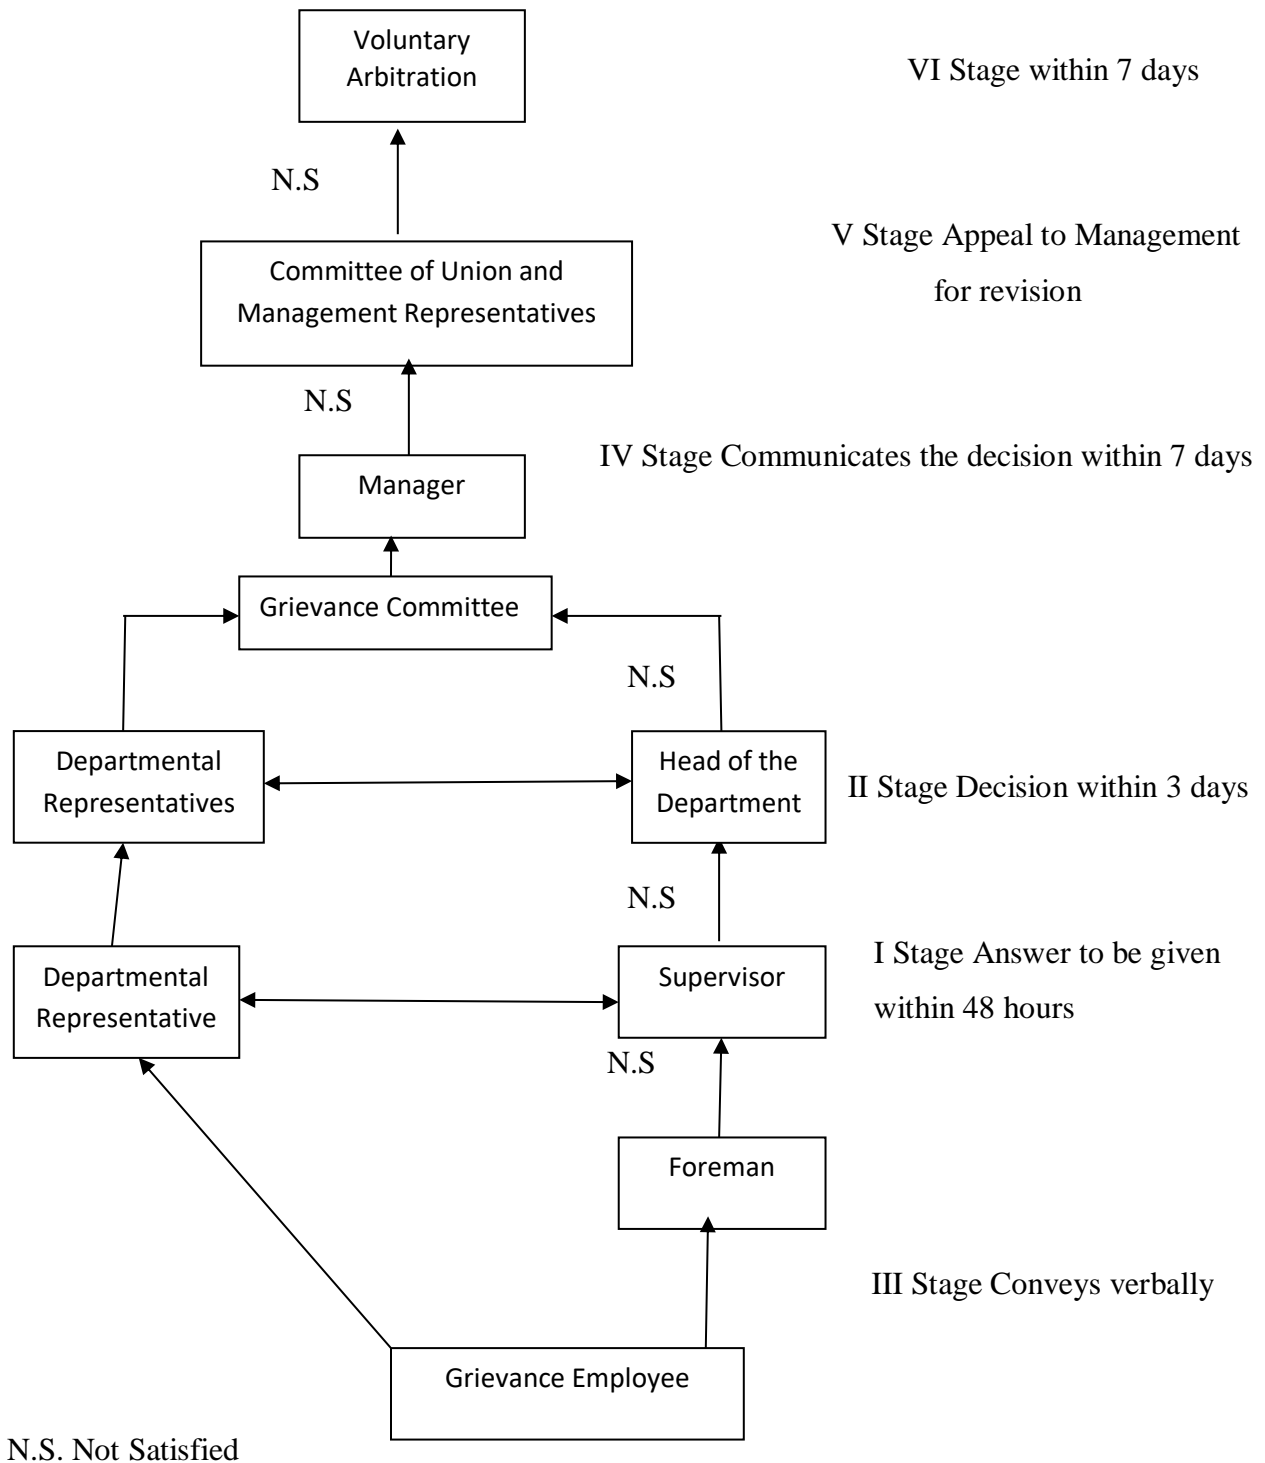 Voluntary
Arbitration
VI Stage within 7 days
N.S
V Stage Appeal to Management
for revision
Committee of Union and
Management Representatives
N.S
IV Stage Communicates the decision within 7 days
Manager
Grievance Committee
N.S
Departmental
Representatives
Head of the
Department
II Stage Decision within 3 days
N.S
Departmental
Representative
Supervisor
I Stage Answer to be given
within 48 hours
N.S
Foreman
III Stage Conveys verbally
Grievance Employee
N.S. Not Satisfied